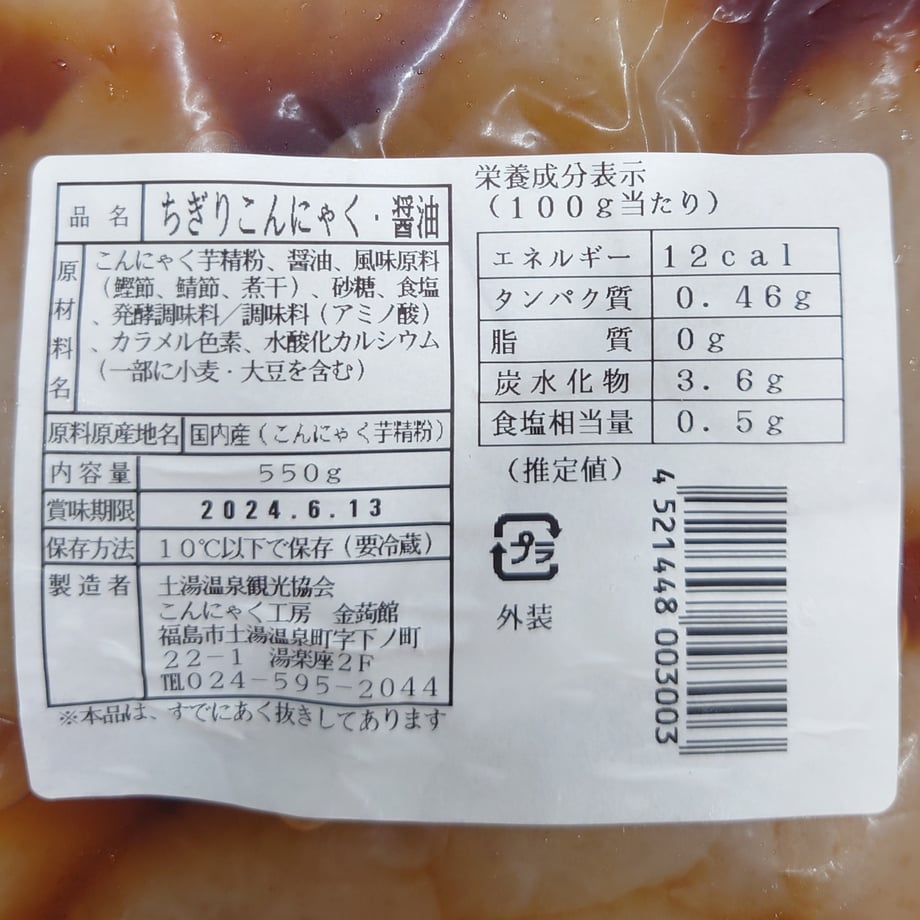 品名 ちぎりこんにゃく・醤油
原材料名
こんにゃく芋精粉、醤油、風味原料
(鰹節、鯖節、煮干)、砂糖、食塩
、発酵調味料／調味料(アミノ酸)
、カラメル色素、水酸化カルシウム
(一部に小麦・大豆を含む)
原料原産地名 国内産(こんにゃく芋精粉)
内容量 550g
賞味期限 2024.6.13
保存方法 10℃以下で保存(要冷蔵)
製造者 土湯温泉観光協会
こんにゃく工房 金蒟館
福島市土湯温泉町字下ノ町
22－1 湯楽座2F
℡024－595－2044
※本品は、すでにあく抜きしてあります
栄養成分表示
(100g当たり)
エネルギー 12cal
タンパク質 0.46g
脂質 0g
炭水化物 3.6g
食塩相当量 0.5g
(推定値)
プラ
外装
4 521448 003003